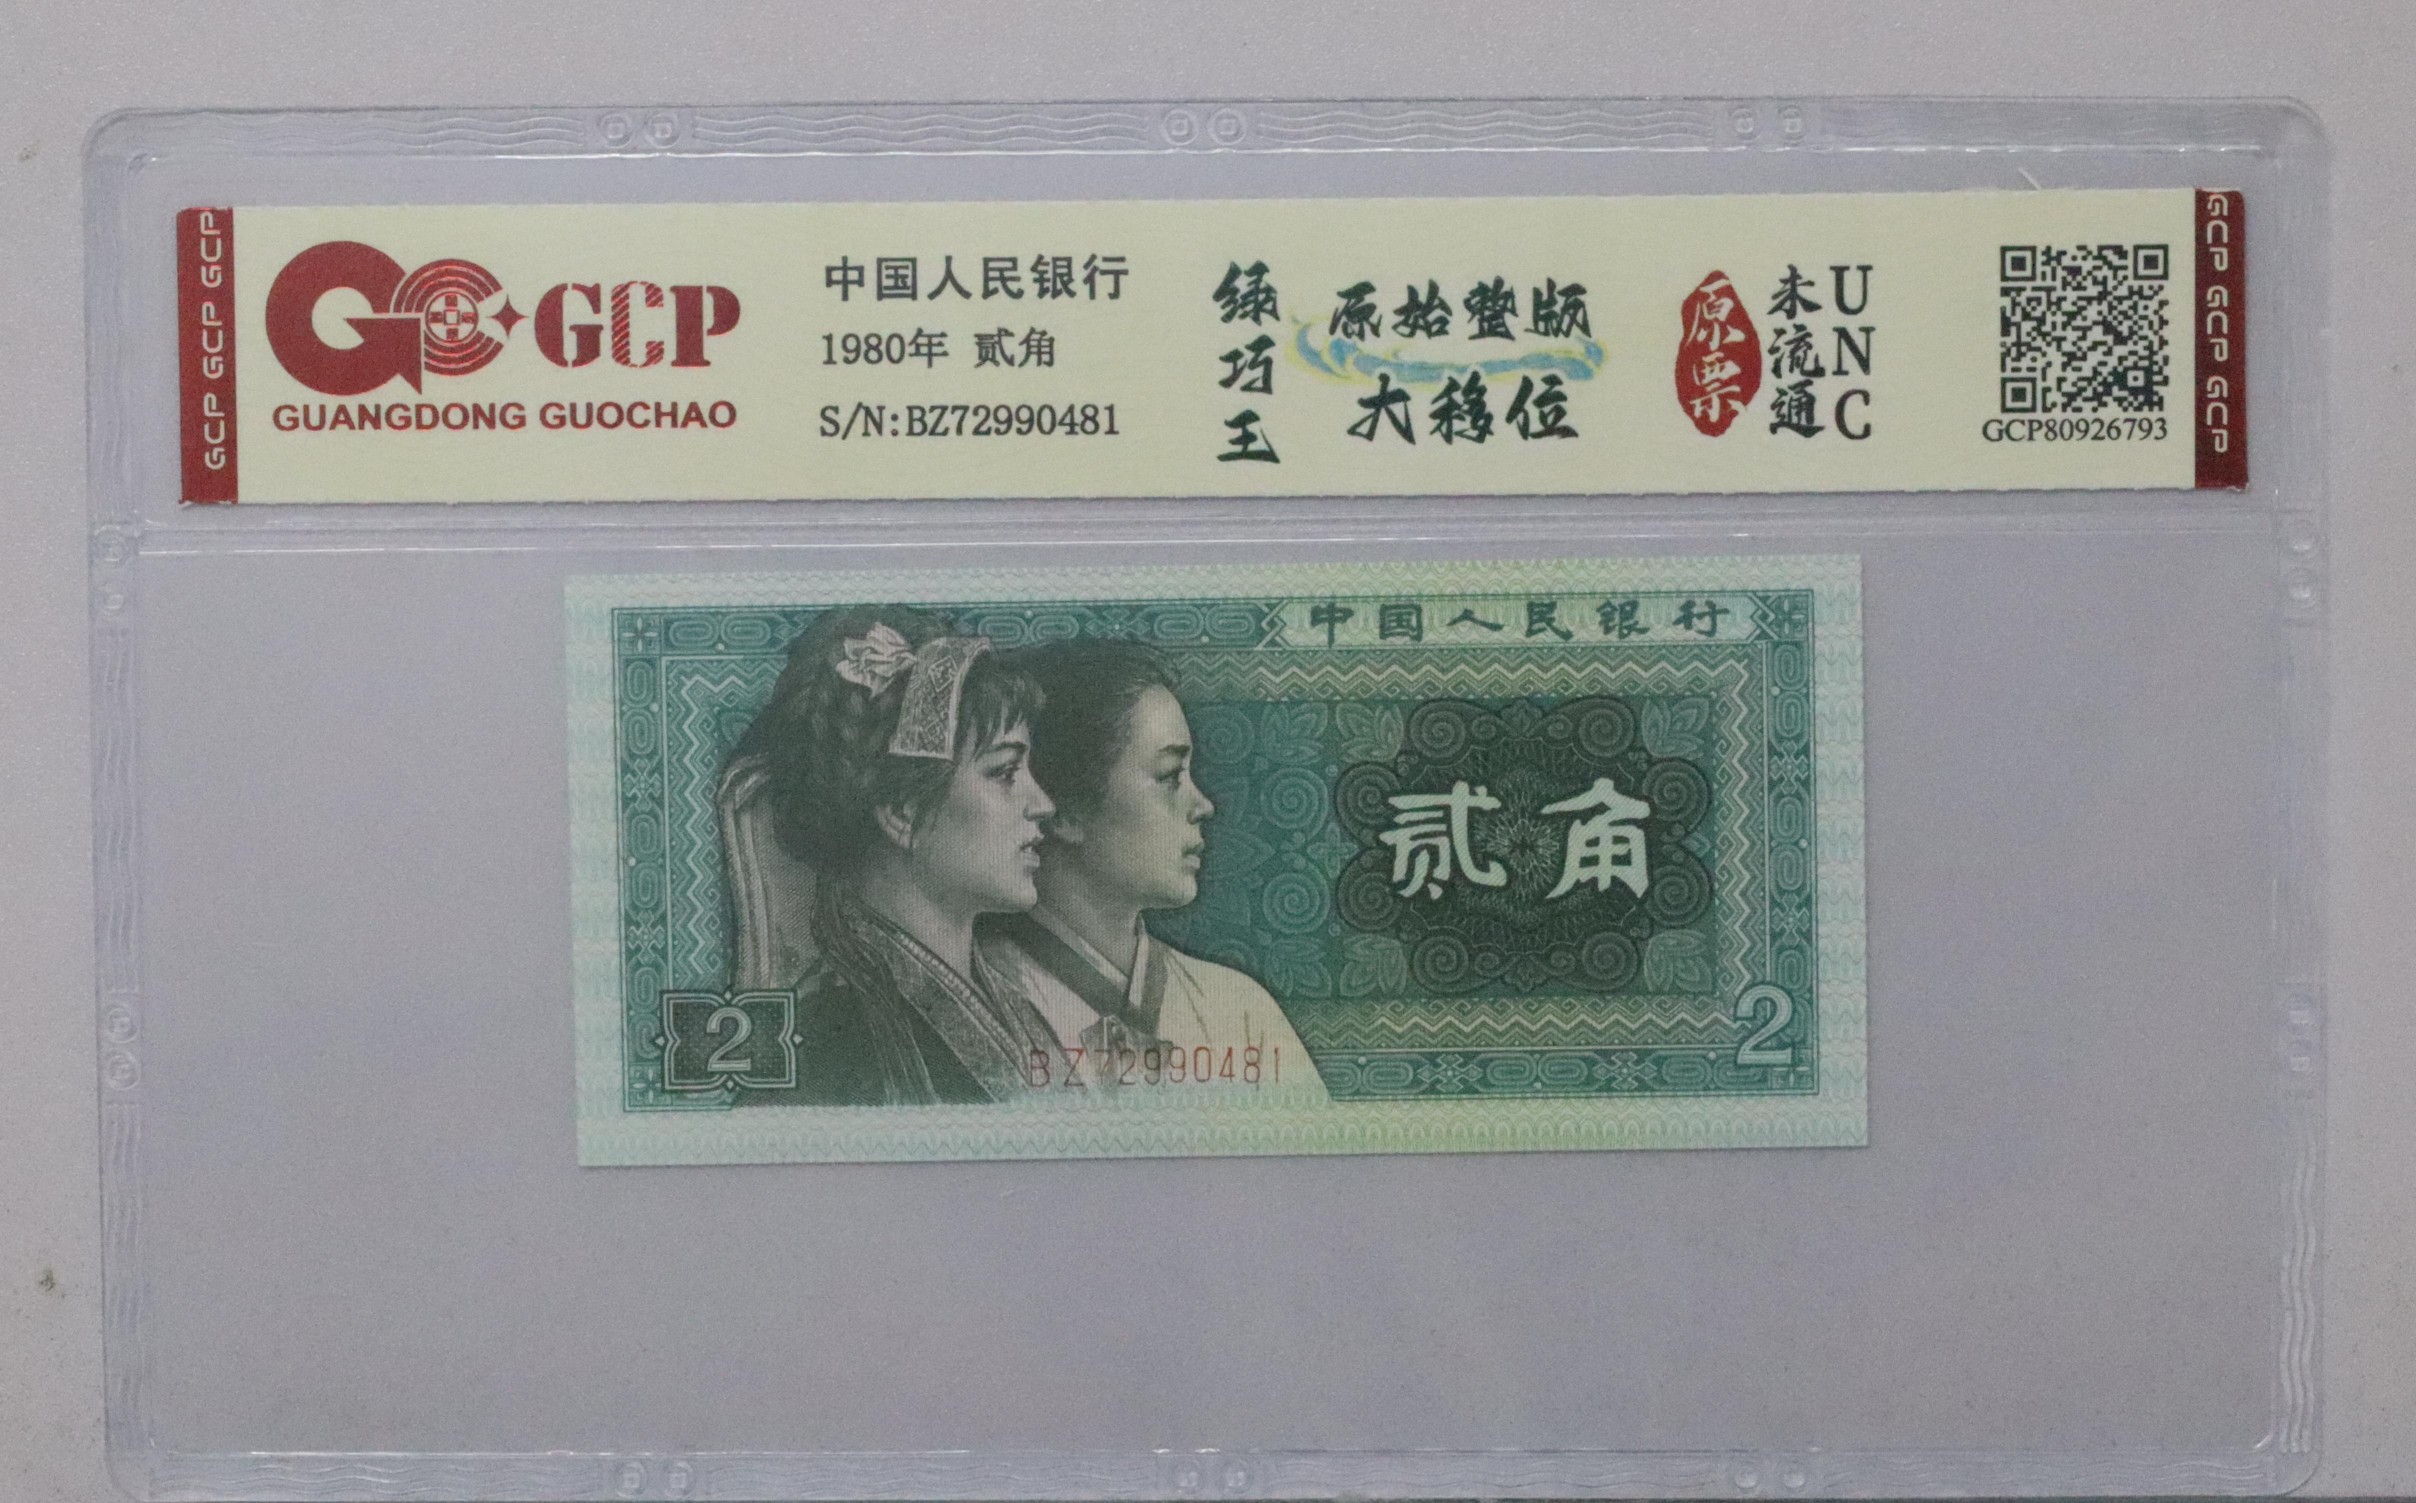 GCP GCP GCP
GCP
GUANGDONG GUOCHAO
中国人民银行
1980年 贰角
S/N:BZ72990481
绿巧王
原始整版
大移位
原票
未流通
UNC
GCP80926793
GCP GCP GCP
中国人民银行
贰角
2
2
BZ72990481